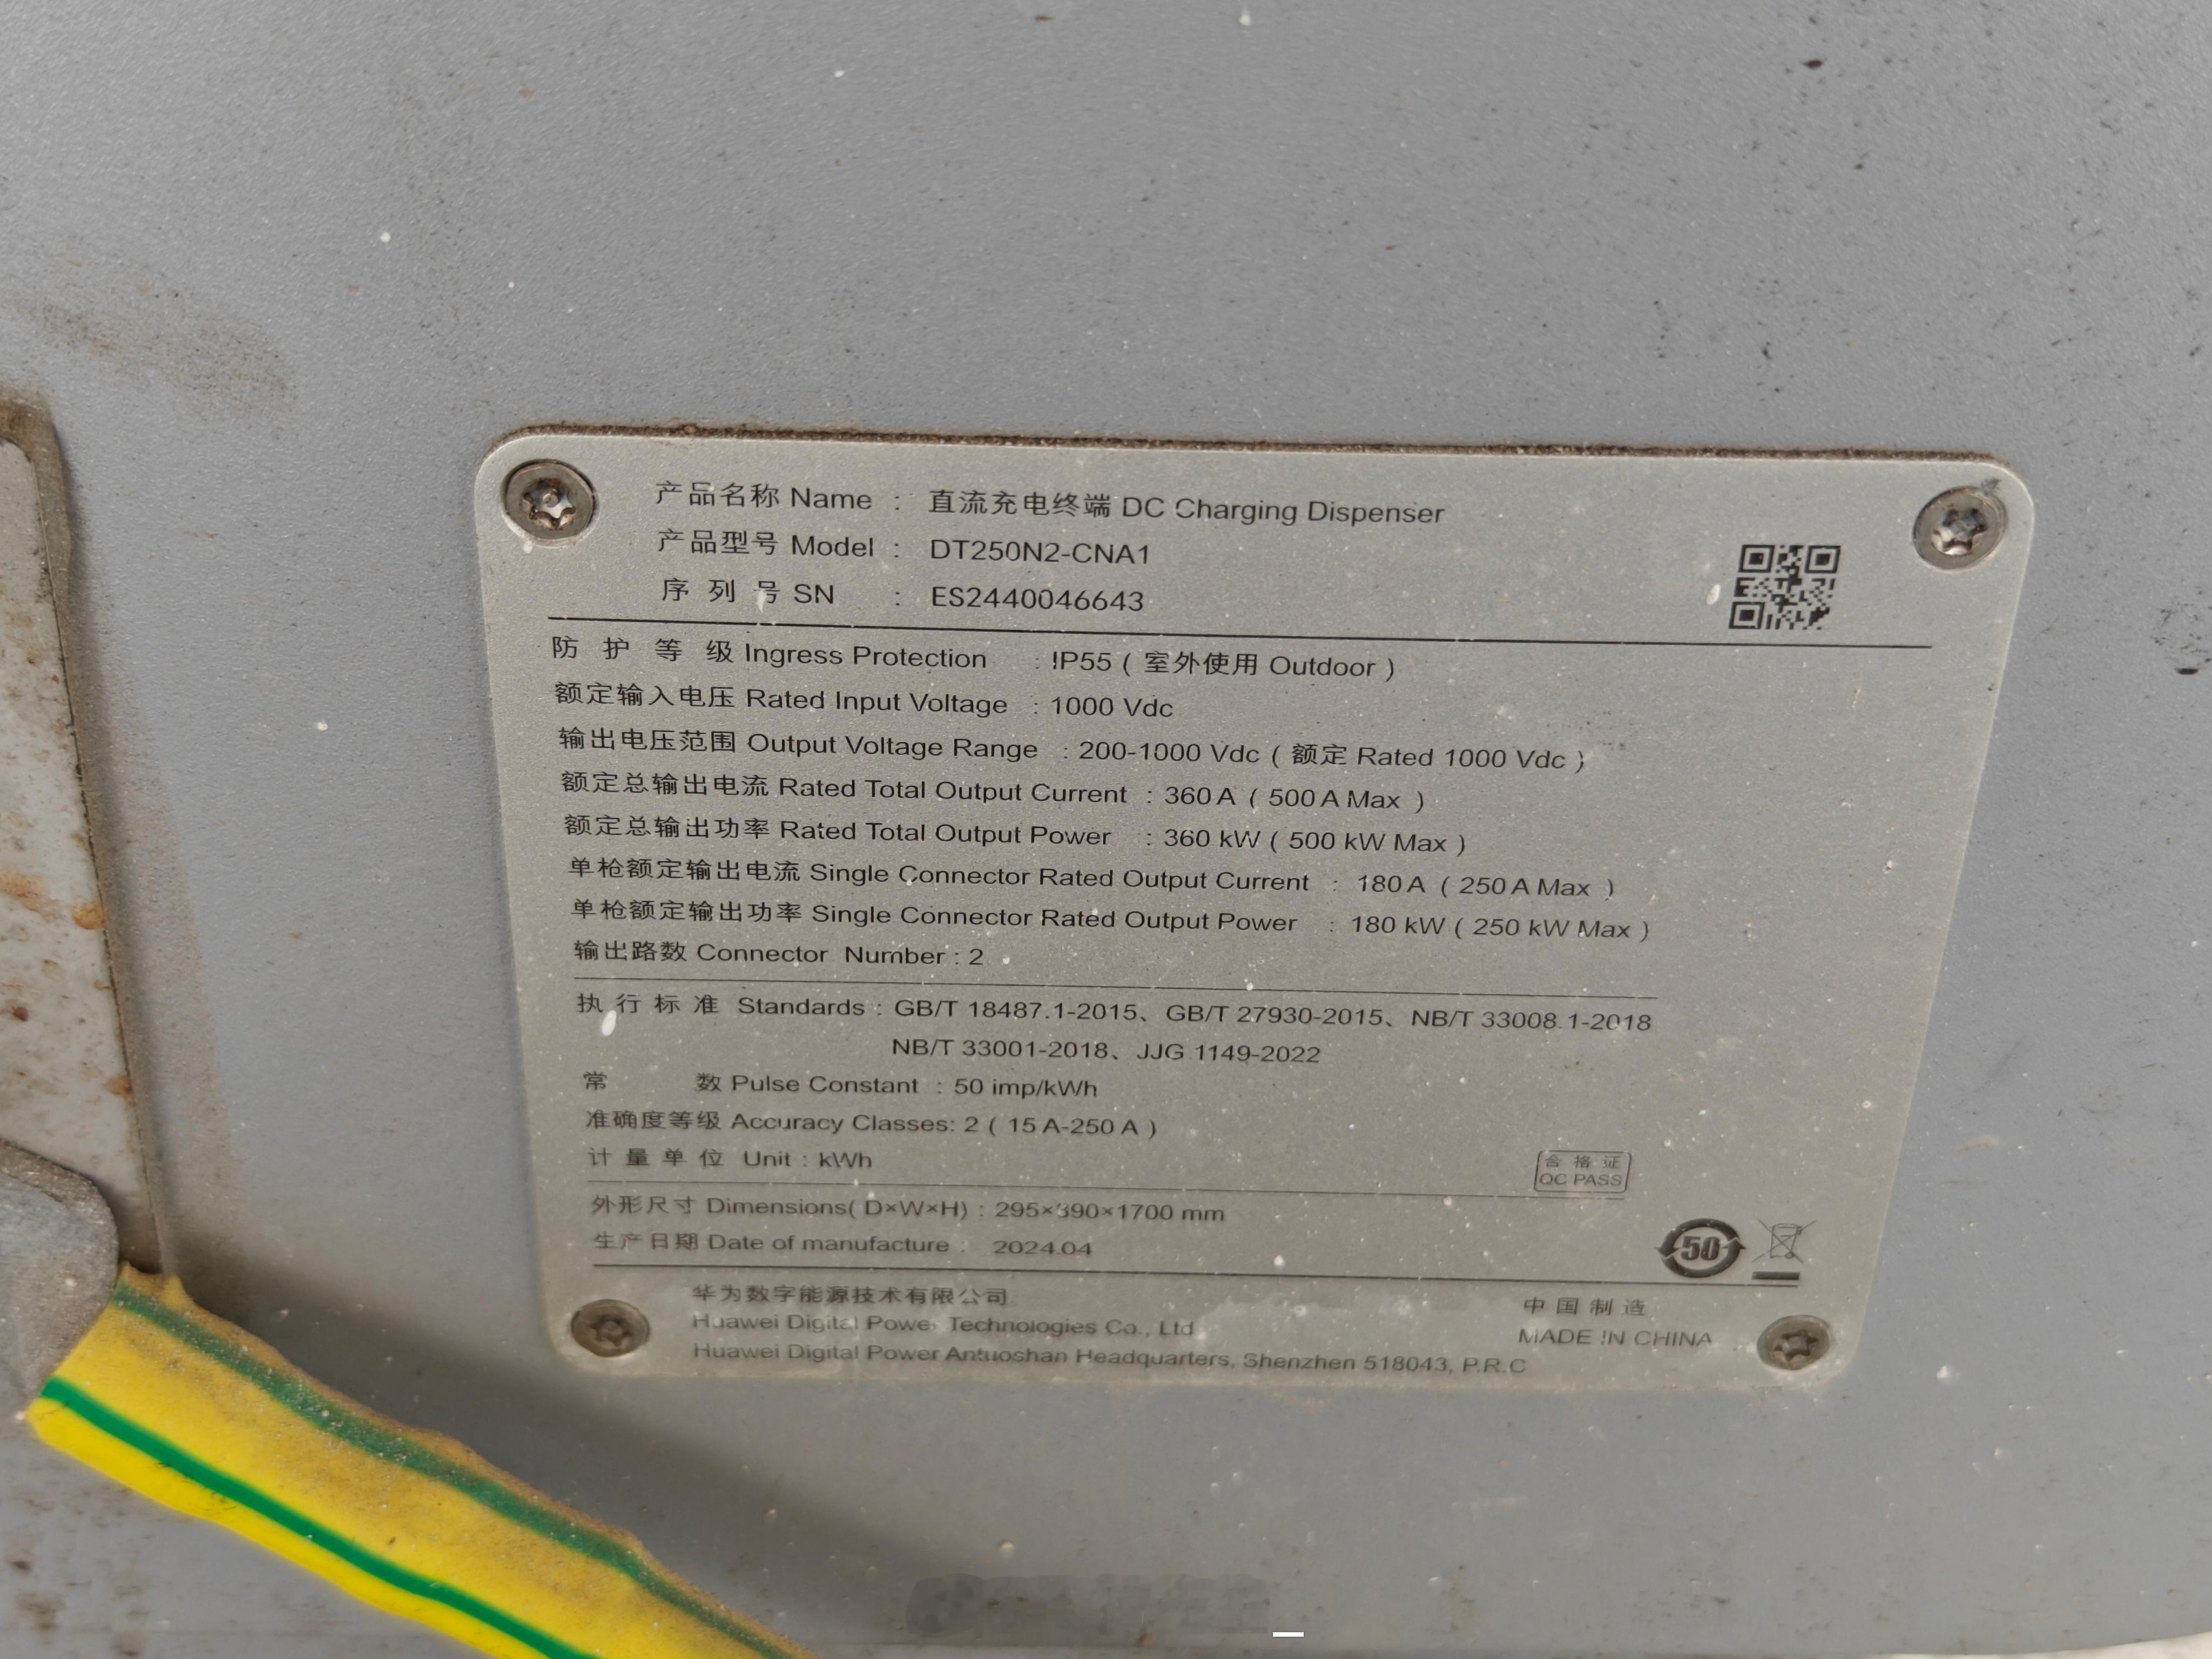 产品名称 Name : 直流充电终端 DC Charging Dispenser
产品型号 Model : DT250N2-CNA1
序列号 SN : ES2440046643
防护等级 Ingress Protection : IP55 ( 室外使用 Outdoor )
额定输入电压 Rated Input Voltage : 1000 Vdc
输出电压范围 Output Voltage Range : 200-1000 Vdc ( 额定 Rated 1000 Vdc )
额定总输出电流 Rated Total Output Current : 360 A ( 500 A Max )
额定总输出功率 Rated Total Output Power : 360 kW ( 500 kW Max )
单枪额定输出电流 Single Connector Rated Output Current : 180 A ( 250 A Max )
单枪额定输出功率 Single Connector Rated Output Power : 180 kW ( 250 kW Max )
输出路数 Connector Number : 2
执行标准 Standards : GB/T 18487.1-2015、GB/T 27930-2015、NB/T 33008.1-2018
NB/T 33001-2018、JJG 1149-2022
常数 Pulse Constant : 50 imp/kWh
准确度等级 Accuracy Classes: 2 ( 15 A-250 A )
计量单位 Unit : kWh
合格证
QC PASS
外形尺寸 Dimensions( D×W×H) : 295×390×1700 mm
生产日期 Date of manufacture : 2024.04
50
华为数字能源技术有限公司
Huawei Digital Power Technologies Co., Ltd
Huawei Digital Power Antuoshan Headquarters, Shenzhen 518043, P.R.C
中国制造
MADE IN CHINA